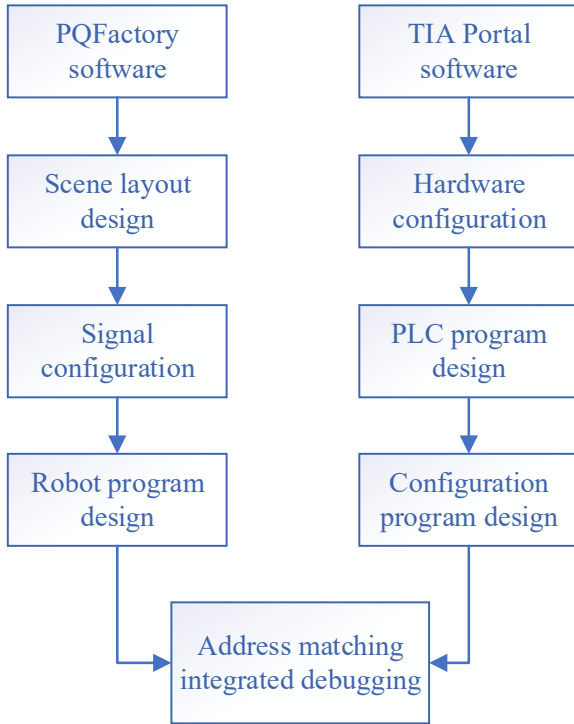 PQFactory
software
TIA Portal
software
Scene layout
design
Hardware
configuration
Signal
configuration
PLC program
design
Robot program
design
Configuration
program design
Address matching
integrated debugging